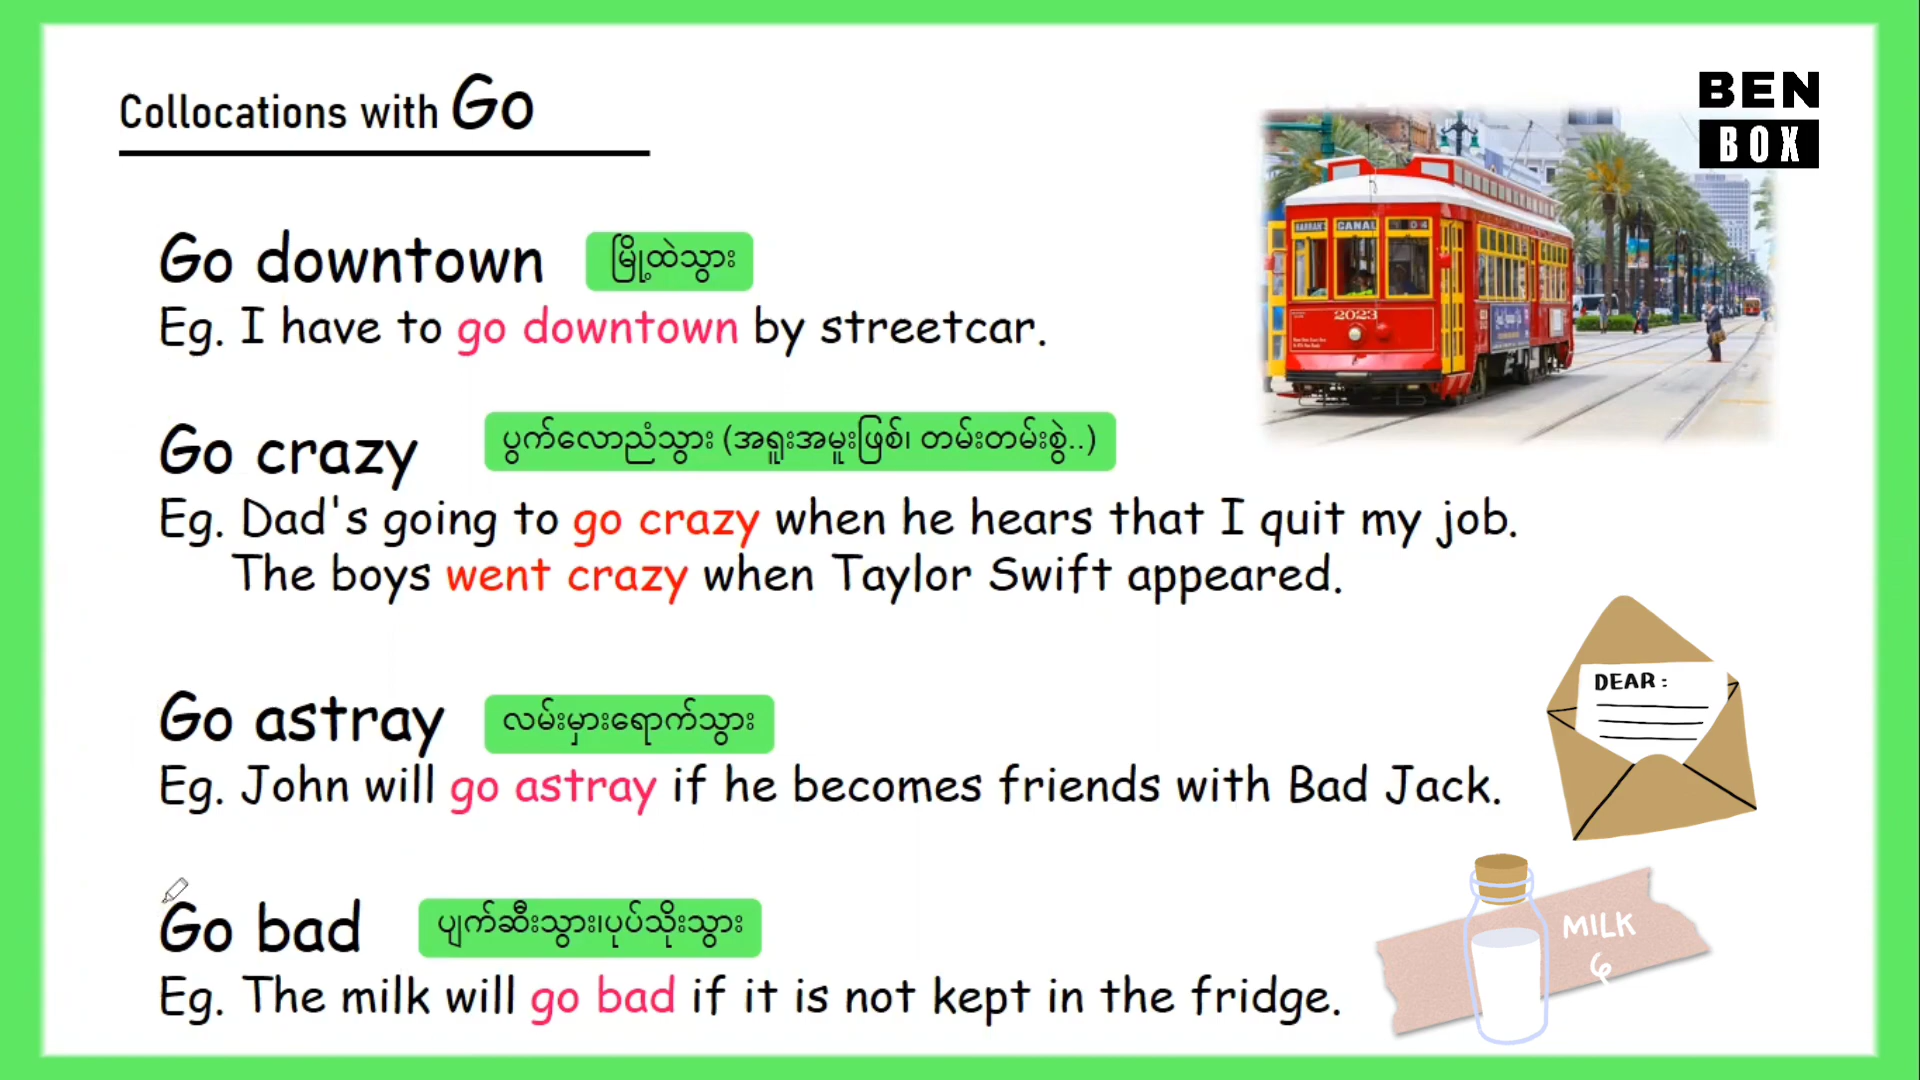 Collocations with Go
BEN
BOX
Go downtown မြို့ထဲသွား
Eg. I have to go downtown by streetcar.
CANAL
2023
Go crazy ပွက်လောညံသွား (အရူးအမူးဖြစ်၊ တမ်းတမ်းစွဲ..)
Eg. Dad's going to go crazy when he hears that I quit my job.
The boys went crazy when Taylor Swift appeared.
Go astray လမ်းမှားရောက်သွား
Eg. John will go astray if he becomes friends with Bad Jack.
DEAR:
Go bad ပျက်ဆီးသွား၊ပုပ်သိုးသွား
Eg. The milk will go bad if it is not kept in the fridge.
MILK